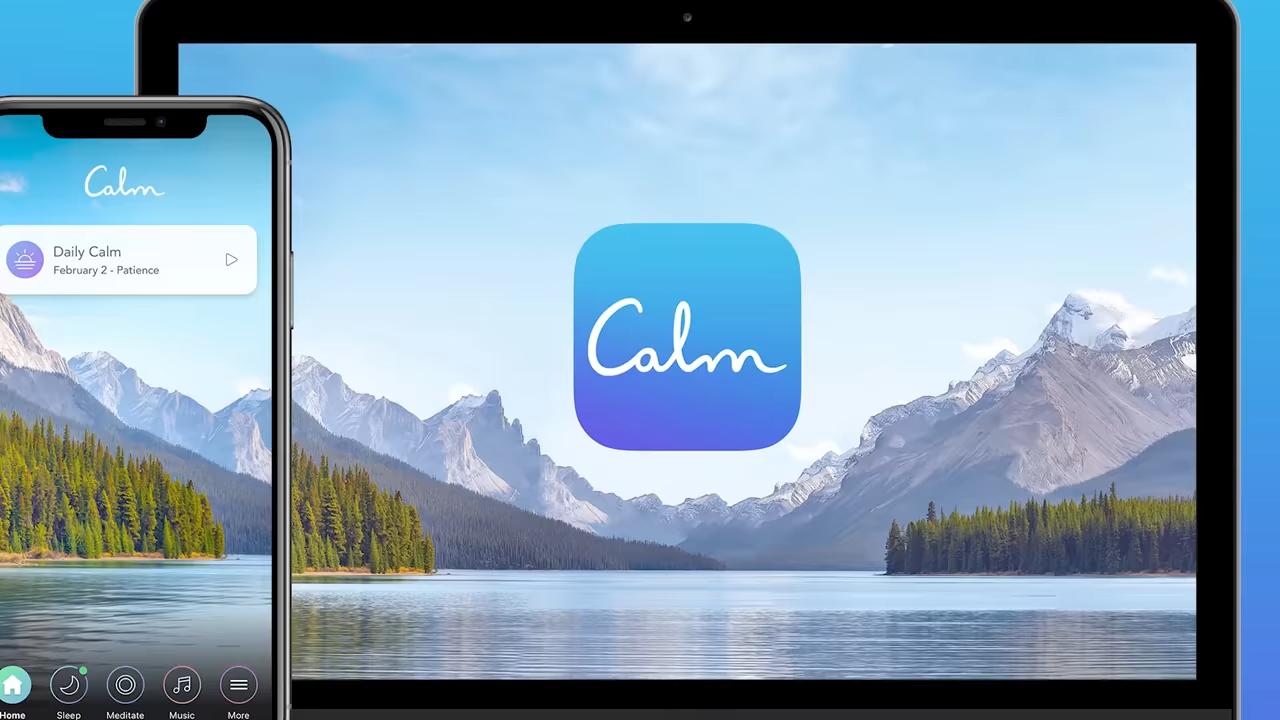 Calm
Daily Calm
February 2 - Patience
Home
Sleep
Meditate
Music
More
Calm